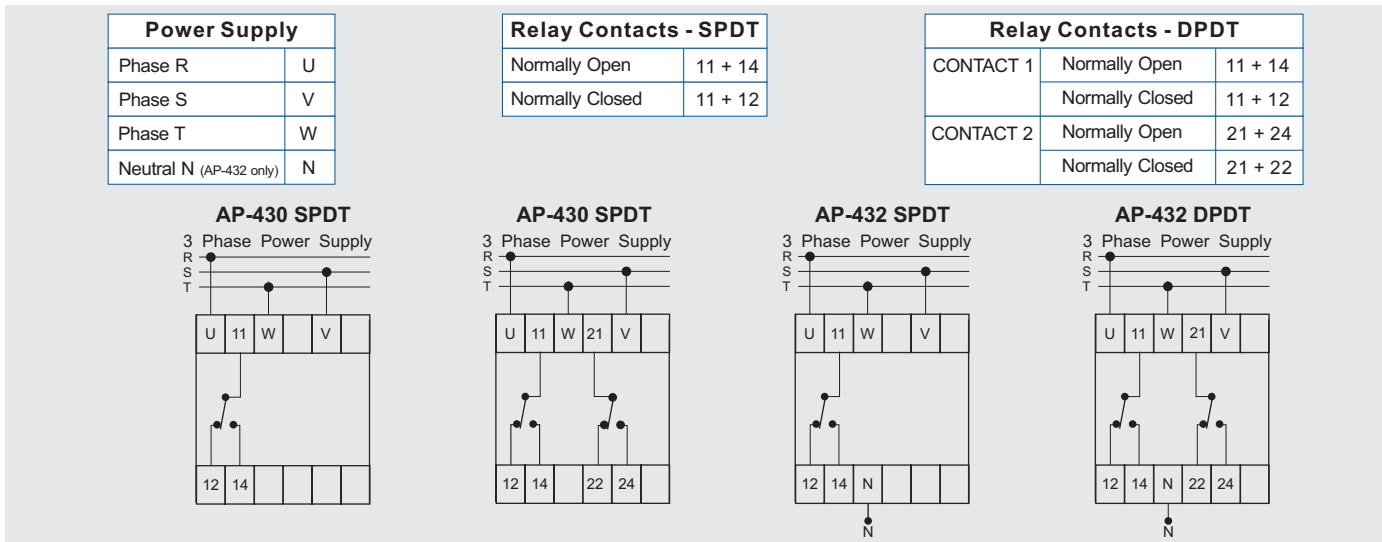 Power Supply
Phase R U
Phase S V
Phase T W
Neutral N (AP-432 only) N
Relay Contacts - SPDT
Normally Open 11 + 14
Normally Closed 11 + 12
Relay Contacts - DPDT
CONTACT 1 Normally Open 11 + 14
Normally Closed 11 + 12
CONTACT 2 Normally Open 21 + 24
Normally Closed 21 + 22
AP-430 SPDT
3 Phase Power Supply
R
S
T
U 11 W V
12 14
AP-430 SPDT
3 Phase Power Supply
R
S
T
U 11 W 21 V
12 14 22 24
AP-432 SPDT
3 Phase Power Supply
R
S
T
U 11 W V
12 14 N
N
AP-432 DPDT
3 Phase Power Supply
R
S
T
U 11 W 21 V
12 14 N 22 24
N